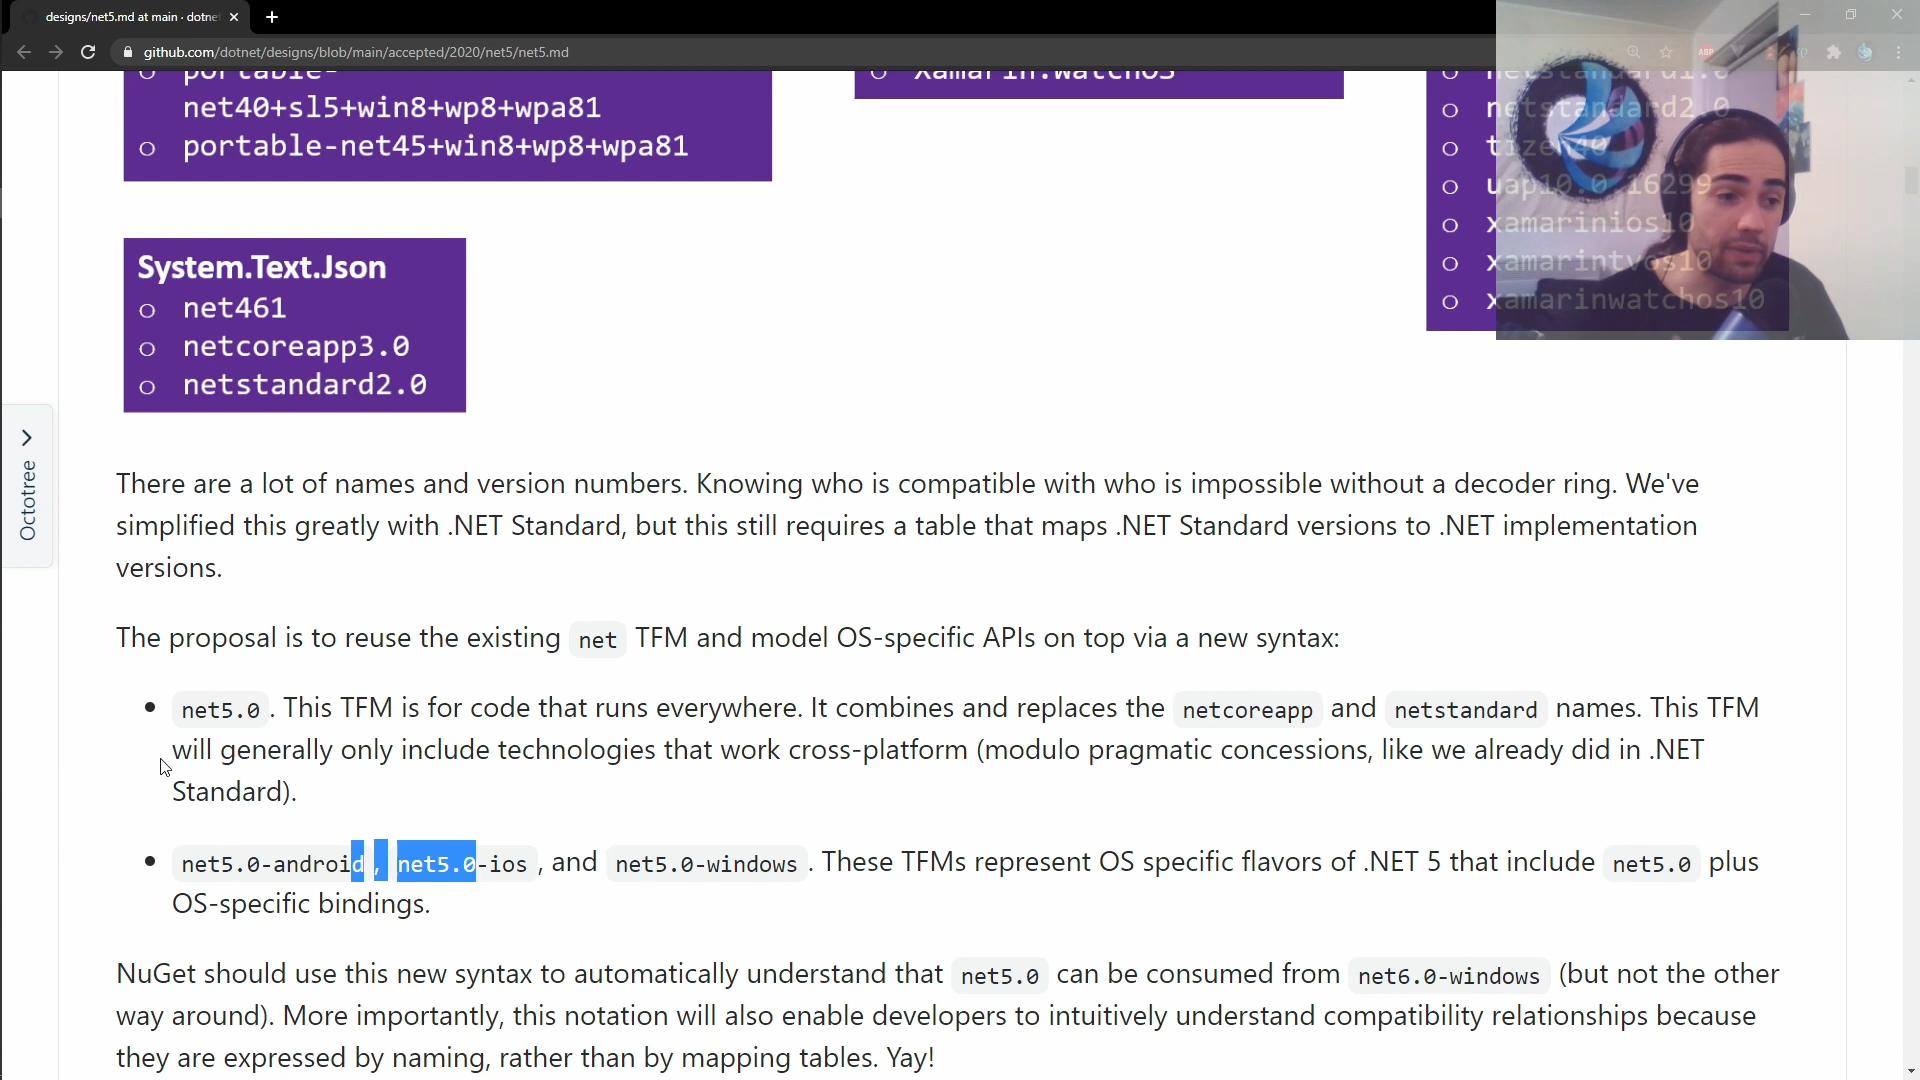 designs/net5.md at main · dotne
github.com/dotnet/designs/blob/main/accepted/2020/net5/net5.md
ABP
portable-
net40+sl5+win8+wp8+wpa81
portable-net45+win8+wp8+wpa81
Xamarin.WatchOS
netstandard1.0
netstandard2.0
tizen40
uap10.0.16299
xamarinios10
xamarintvos10
xamarinwatchos10
System.Text.Json
net461
netcoreapp3.0
netstandard2.0
Octotree
There are a lot of names and version numbers. Knowing who is compatible with who is impossible without a decoder ring. We've
simplified this greatly with .NET Standard, but this still requires a table that maps .NET Standard versions to .NET implementation
versions.
The proposal is to reuse the existing net TFM and model OS-specific APIs on top via a new syntax:
net5.0. This TFM is for code that runs everywhere. It combines and replaces the netcoreapp and netstandard names. This TFM
will generally only include technologies that work cross-platform (modulo pragmatic concessions, like we already did in .NET
Standard).
net5.0-android, net5.0-ios, and net5.0-windows. These TFMs represent OS specific flavors of .NET 5 that include net5.0 plus
OS-specific bindings.
NuGet should use this new syntax to automatically understand that net5.0 can be consumed from net6.0-windows (but not the other
way around). More importantly, this notation will also enable developers to intuitively understand compatibility relationships because
they are expressed by naming, rather than by mapping tables. Yay!